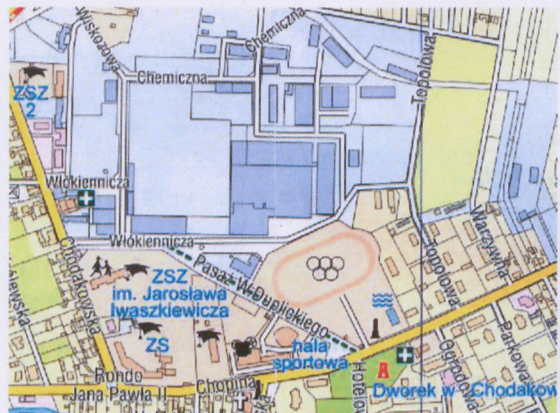 Wiskozowa
Chemiczna
Chemiczna
Topolowa
ZSZ
2
Włókiennicza
Włókiennicza
Chodakowska
Pasaż W. Duplickiego
ZSZ
im. Jarosława
Iwaszkiewicza
ZS
Topolowa
Warzywna
hala
sportowa
Rondo
Jana Pawła II
Chopina
Hotelowa
Dworek w Chodakow
Parkowa